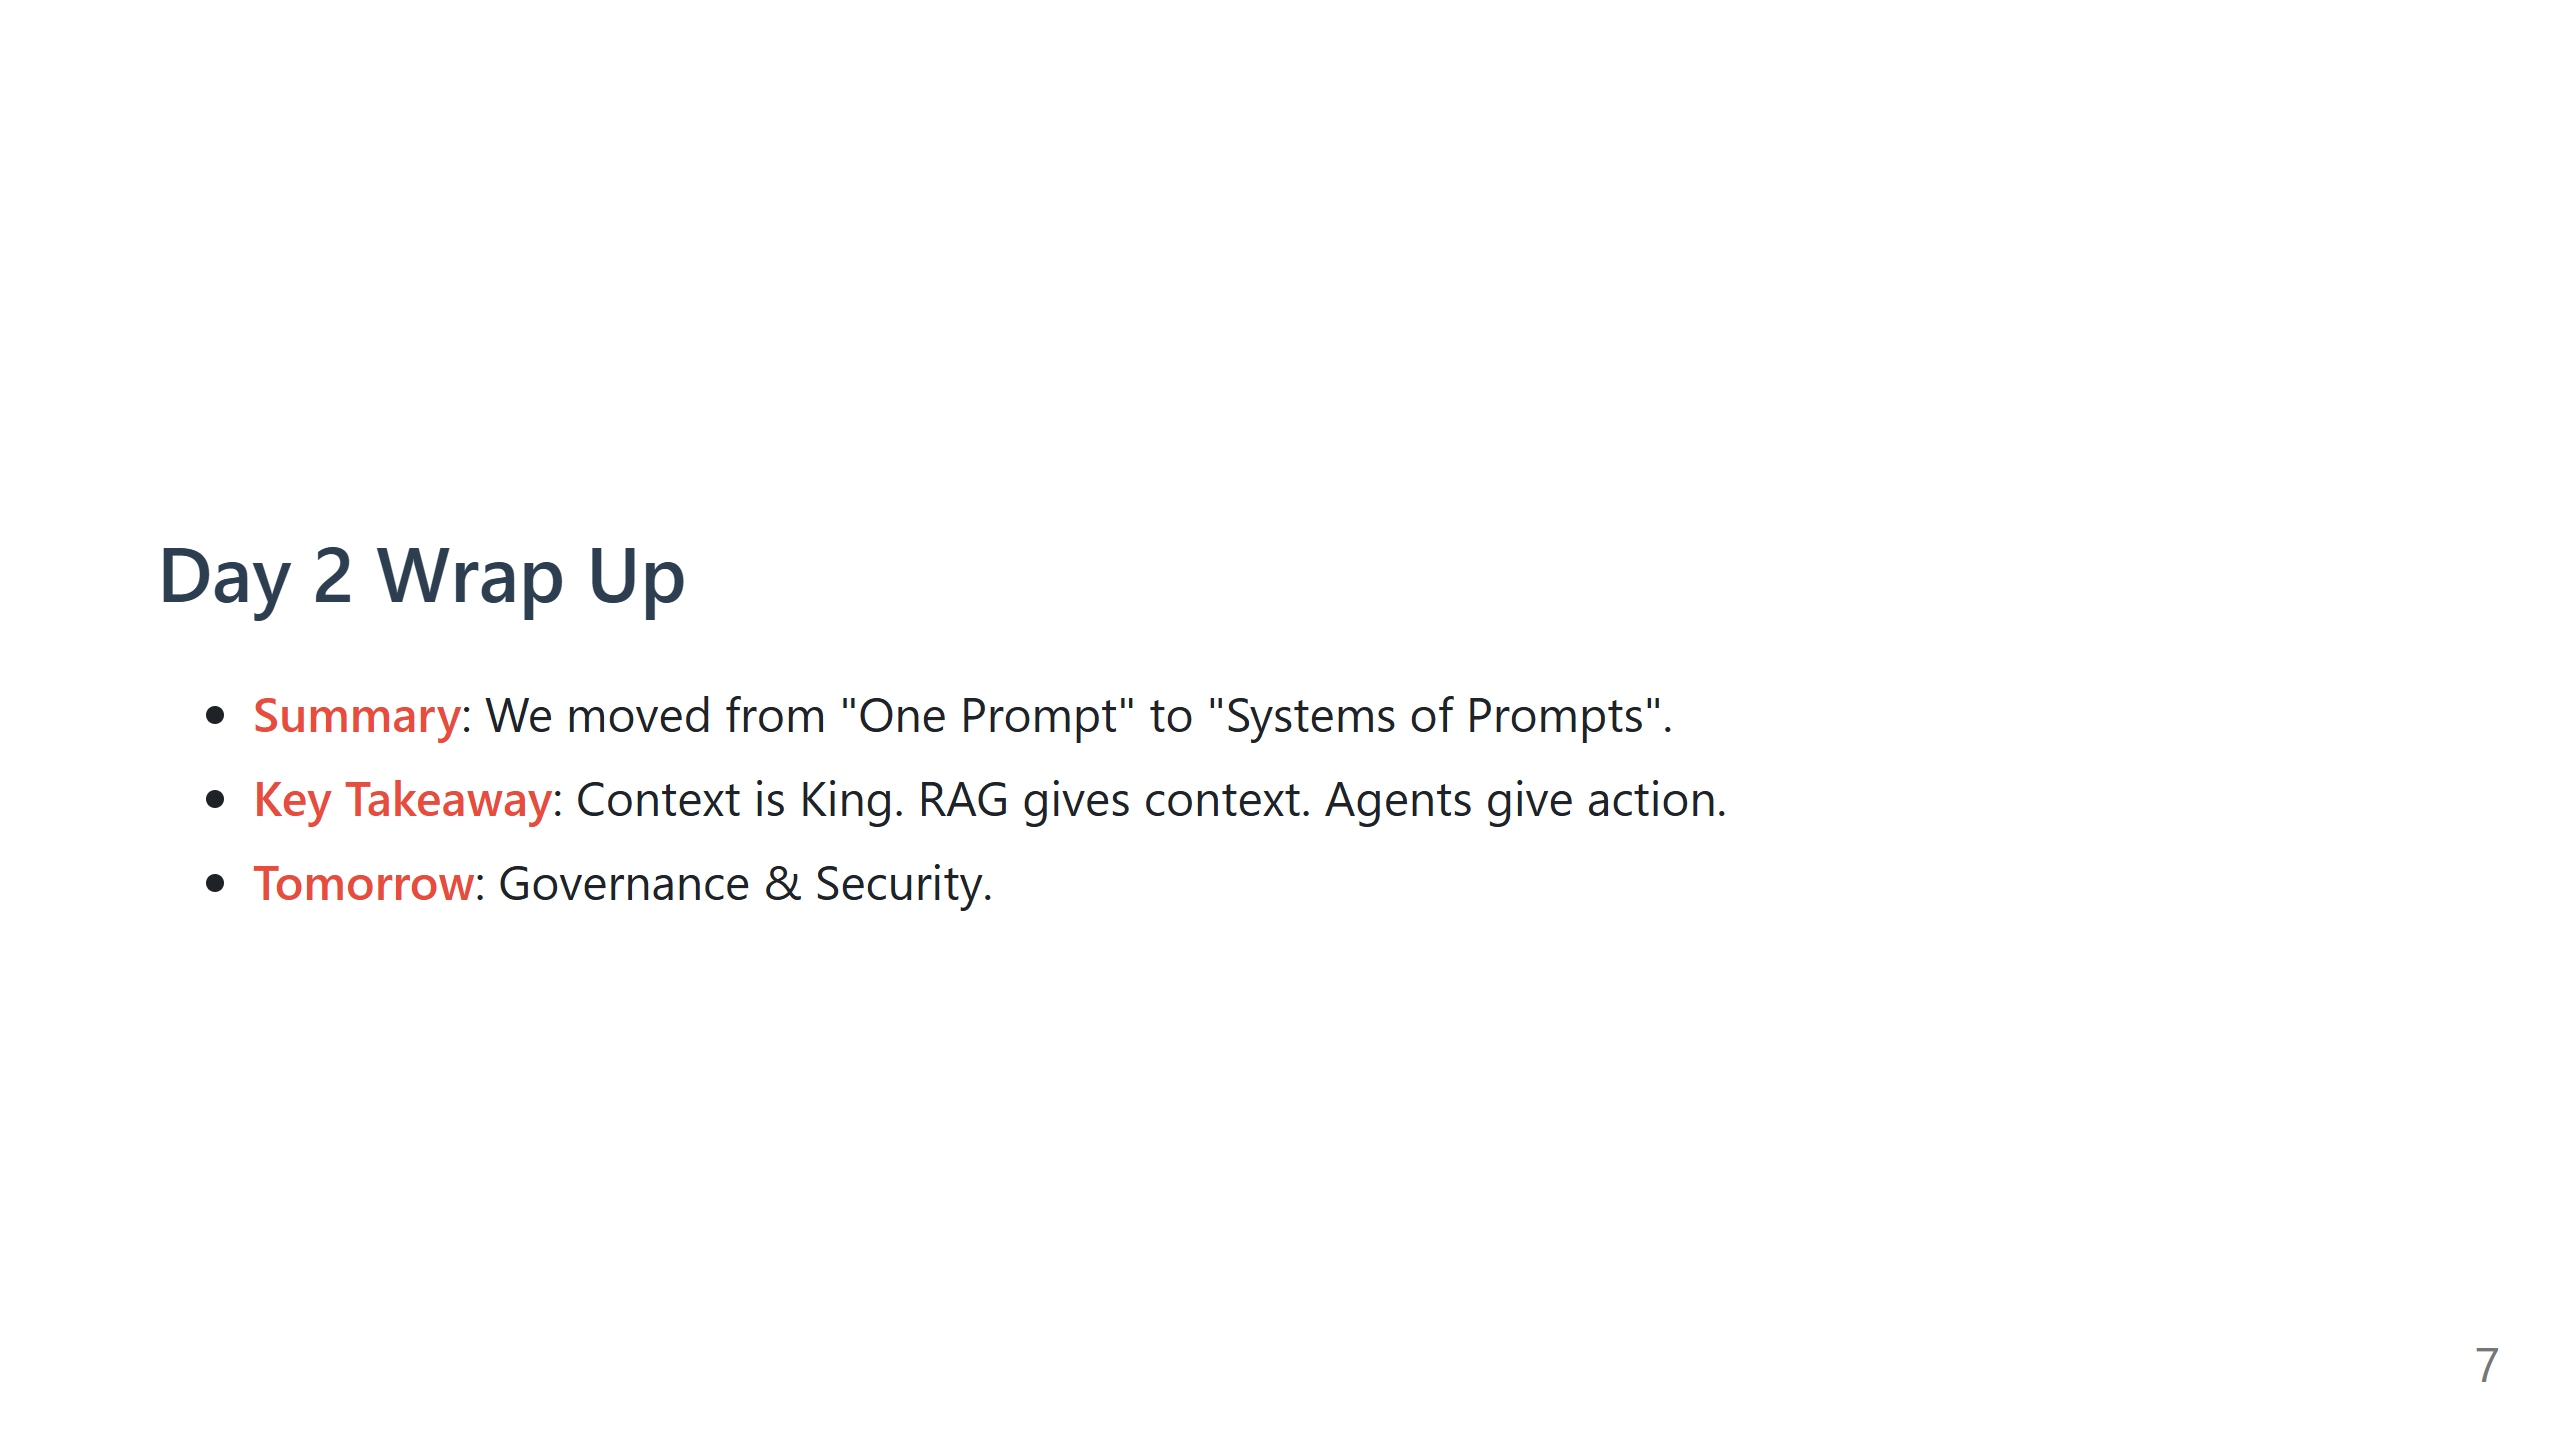 Day 2 Wrap Up
• Summary: We moved from "One Prompt" to "Systems of Prompts".
• Key Takeaway: Context is King. RAG gives context. Agents give action.
• Tomorrow: Governance & Security.
7